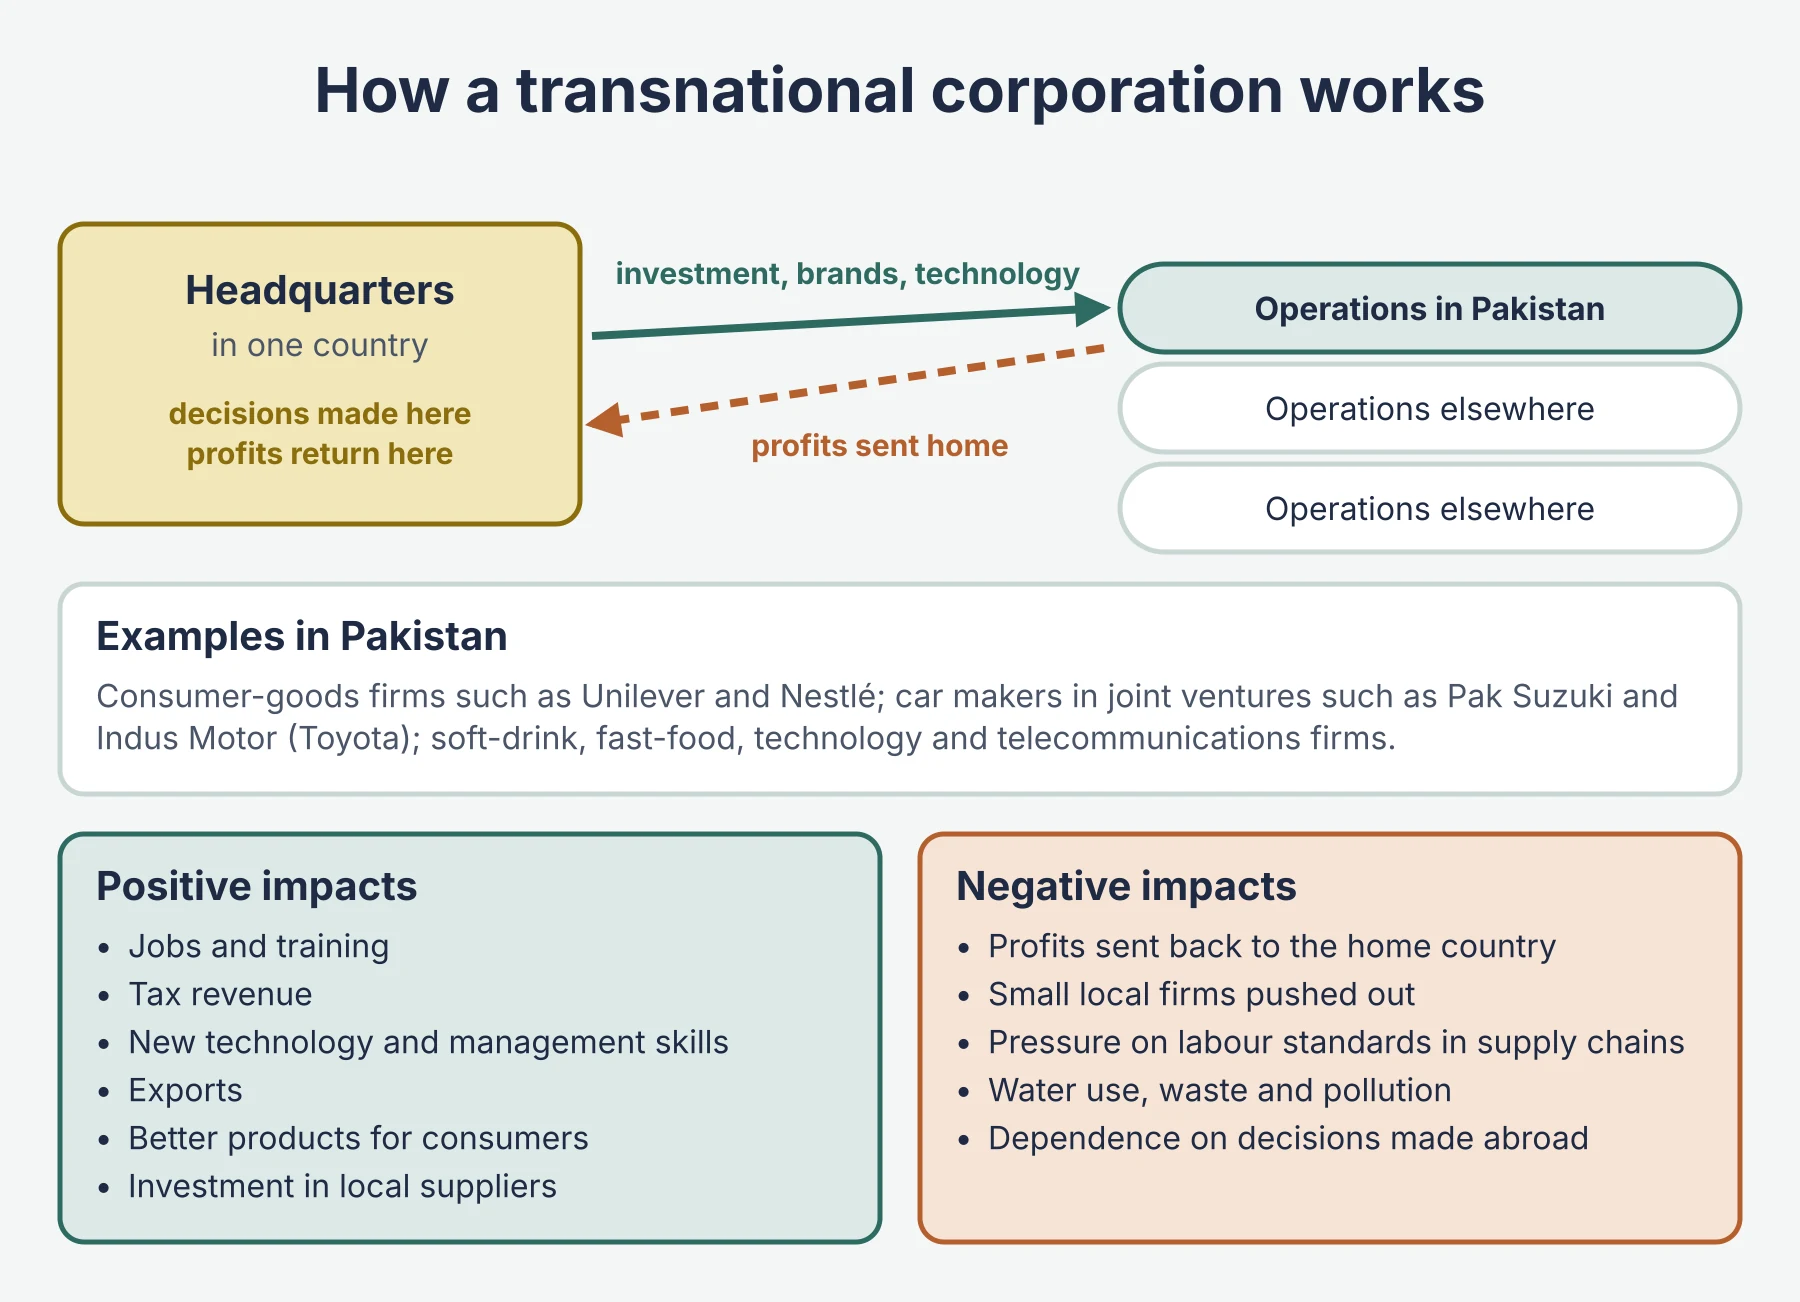 How a transnational corporation works
Headquarters
in one country
decisions made here
profits return here
investment, brands, technology
profits sent home
Operations in Pakistan
Operations elsewhere
Operations elsewhere
Examples in Pakistan
Consumer-goods firms such as Unilever and Nestlé; car makers in joint ventures such as Pak Suzuki and
Indus Motor (Toyota); soft-drink, fast-food, technology and telecommunications firms.
Positive impacts
• Jobs and training
• Tax revenue
• New technology and management skills
• Exports
• Better products for consumers
• Investment in local suppliers
Negative impacts
• Profits sent back to the home country
• Small local firms pushed out
• Pressure on labour standards in supply chains
• Water use, waste and pollution
• Dependence on decisions made abroad